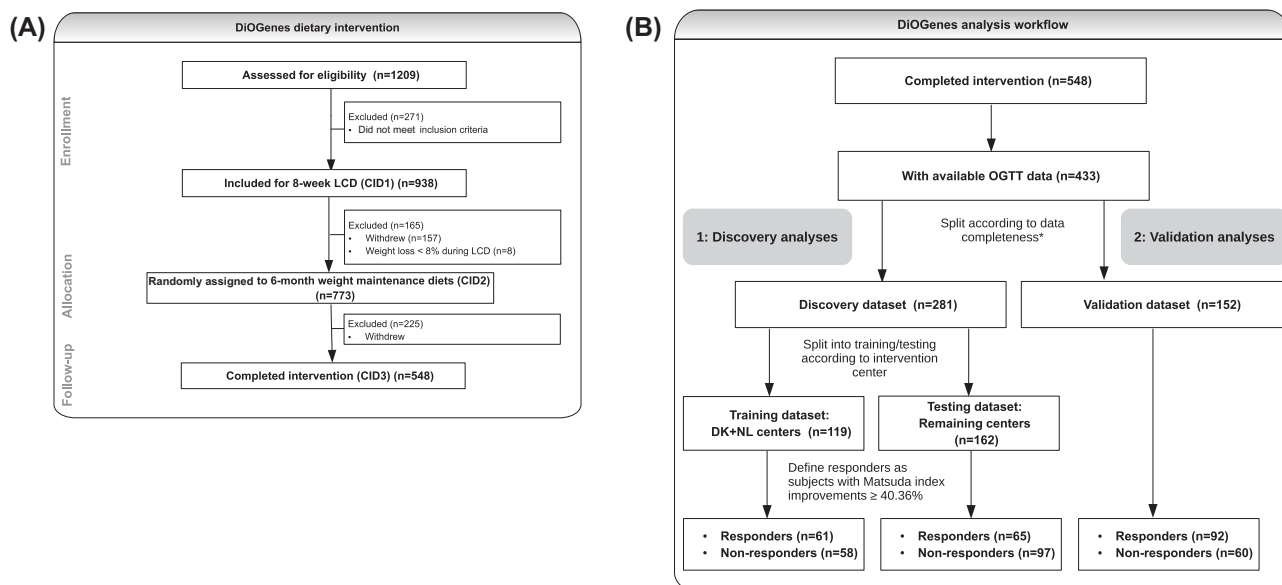 (A)
DiOGenes dietary intervention
Enrollment
Allocation
Follow-up
Assessed for eligibility (n=1209)
Excluded (n=271)
• Did not meet inclusion criteria
Included for 8-week LCD (CID1) (n=938)
Excluded (n=165)
• Withdrew (n=157)
• Weight loss < 8% during LCD (n=8)
Randomly assigned to 6-month weight maintenance diets (CID2)
(n=773)
Excluded (n=225)
• Withdrew
Completed intervention (CID3) (n=548)
(B)
DiOGenes analysis workflow
Completed intervention (n=548)
With available OGTT data (n=433)
1: Discovery analyses
Split according to data
completeness*
2: Validation analyses
Discovery dataset (n=281)
Validation dataset (n=152)
Split into training/testing
according to intervention
center
Training dataset:
DK+NL centers (n=119)
Testing dataset:
Remaining centers
(n=162)
Define responders as
subjects with Matsuda index
improvements ≥ 40.36%
• Responders (n=61)
• Non-responders (n=58)
• Responders (n=65)
• Non-responders (n=97)
• Responders (n=92)
• Non-responders (n=60)